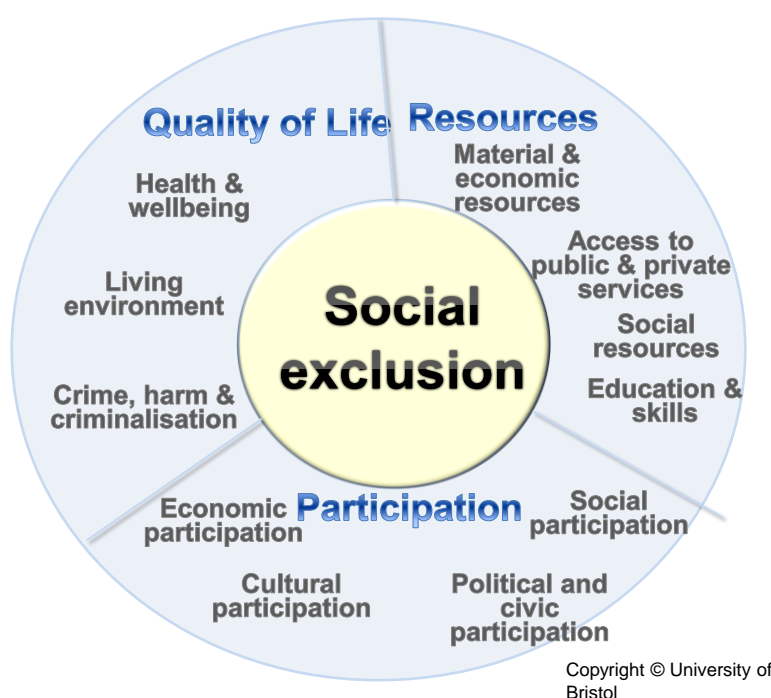 Quality of Life
Health &
wellbeing
Living
environment
Crime, harm &
criminalisation
Resources
Material &
economic
resources
Access to
public & private
services
Social
resources
Education &
skills
Social
exclusion
Participation
Economic
participation
Cultural
participation
Political and
civic
participation
Social
participation
Copyright © University of
Bristol